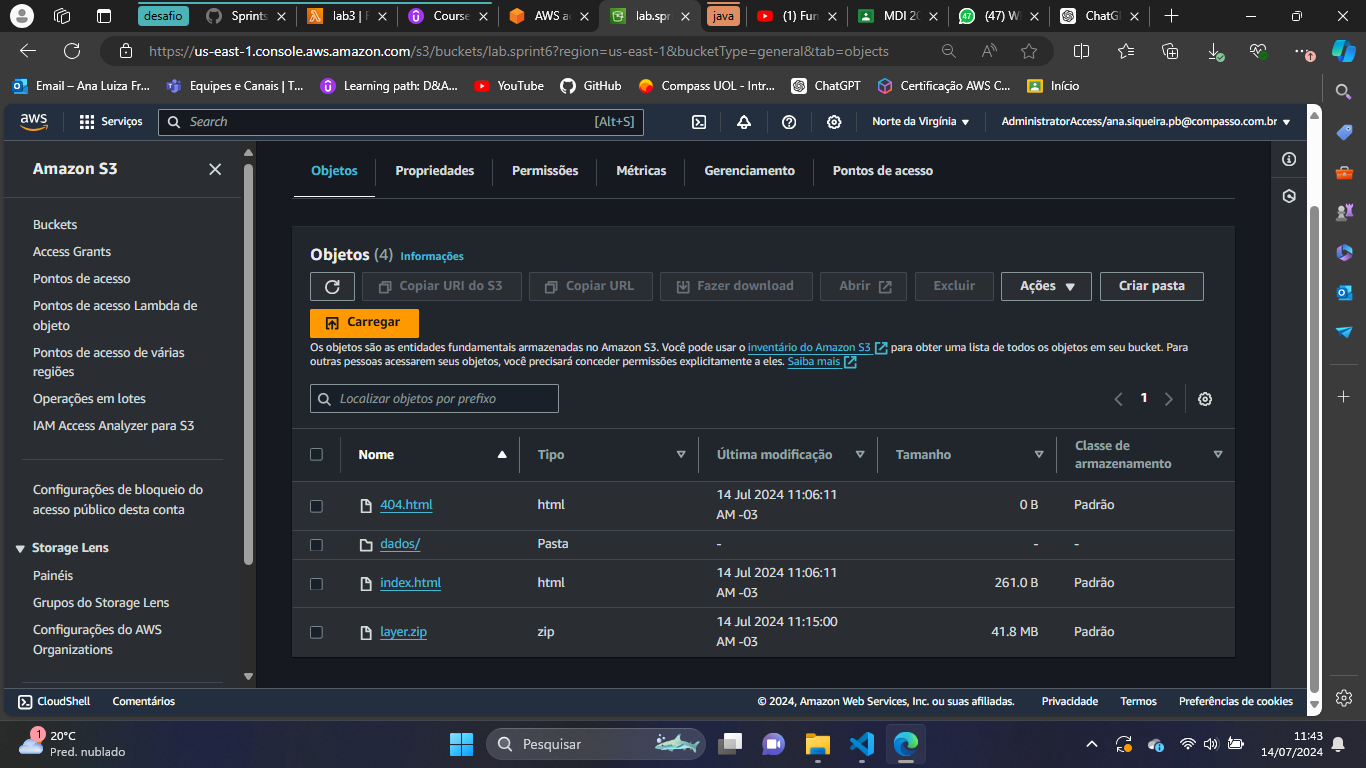 desafio
Sprints
lab3 | F
Course
AWS a
lab.spr
java
(1) Fun
MDI 20
(47) W
ChatG
https://us-east-1.console.aws.amazon.com/s3/buckets/lab.sprint6?region=us-east-1&bucketType=general&tab=objects
Email – Ana Luiza Fr...
Equipes e Canais | T...
Learning path: D&A...
YouTube
GitHub
Compass UOL - Intr...
ChatGPT
Certificação AWS C...
Início
aws
Serviços
Search
[Alt+S]
Norte da Virgínia
AdministratorAccess/ana.siqueira.pb@compasso.com.br
Amazon S3
Buckets
Access Grants
Pontos de acesso
Pontos de acesso Lambda de
objeto
Pontos de acesso de várias
regiões
Operações em lotes
IAM Access Analyzer para S3
Configurações de bloqueio do
acesso público desta conta
Storage Lens
Painéis
Grupos do Storage Lens
Configurações do AWS
Organizations
Objetos
Propriedades
Permissões
Métricas
Gerenciamento
Pontos de acesso
Objetos (4) Informações
Copiar URI do S3
Copiar URL
Fazer download
Abrir
Excluir
Ações
Criar pasta
Carregar
Os objetos são as entidades fundamentais armazenadas no Amazon S3. Você pode usar o inventário do Amazon S3 para obter uma lista de todos os objetos em seu bucket. Para
outras pessoas acessarem seus objetos, você precisará conceder permissões explicitamente a eles. Saiba mais
Localizar objetos por prefixo
1
Nome
Tipo
Última modificação
Tamanho
Classe de
armazenamento
404.html
html
14 Jul 2024 11:06:11
AM -03
0 B
Padrão
dados/
Pasta
-
-
-
index.html
html
14 Jul 2024 11:06:11
AM -03
261.0 B
Padrão
layer.zip
zip
14 Jul 2024 11:15:00
AM -03
41.8 MB
Padrão
CloudShell
Comentários
© 2024, Amazon Web Services, Inc. ou suas afiliadas.
Privacidade
Termos
Preferências de cookies
1
20°C
Pred. nublado
Pesquisar
11:43
14/07/2024